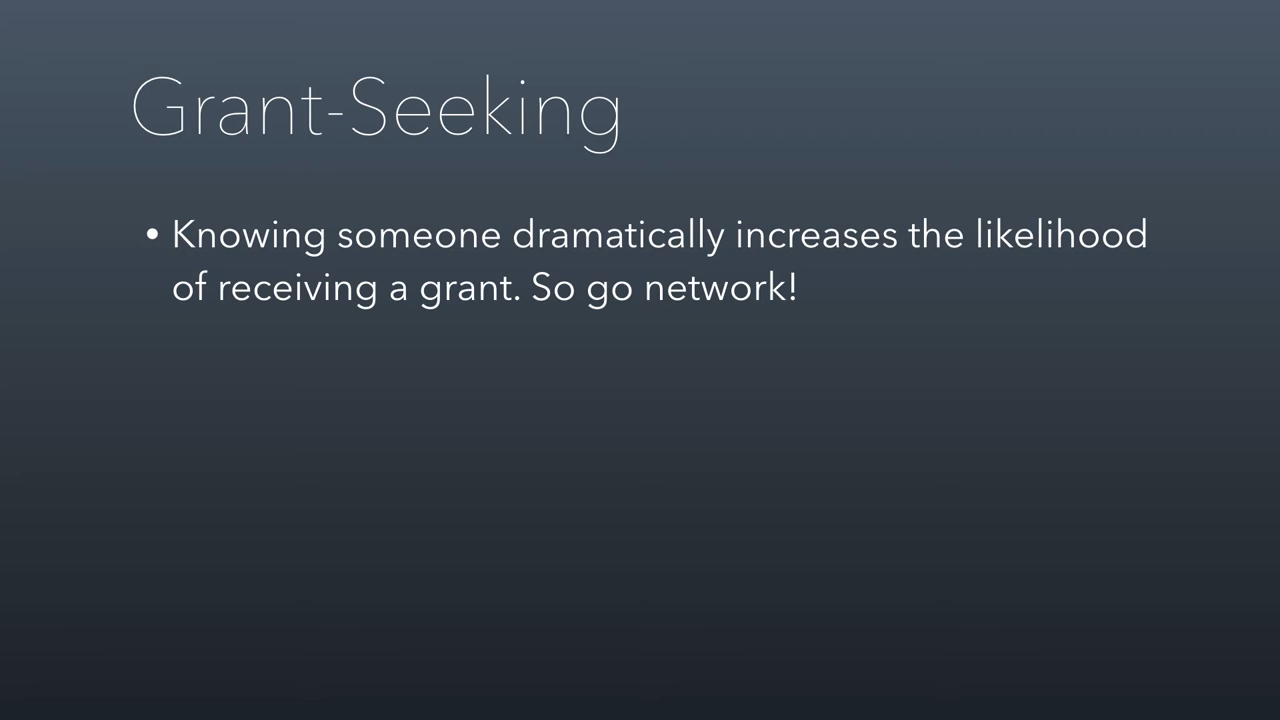 Grant-Seeking
• Knowing someone dramatically increases the likelihood
of receiving a grant. So go network!